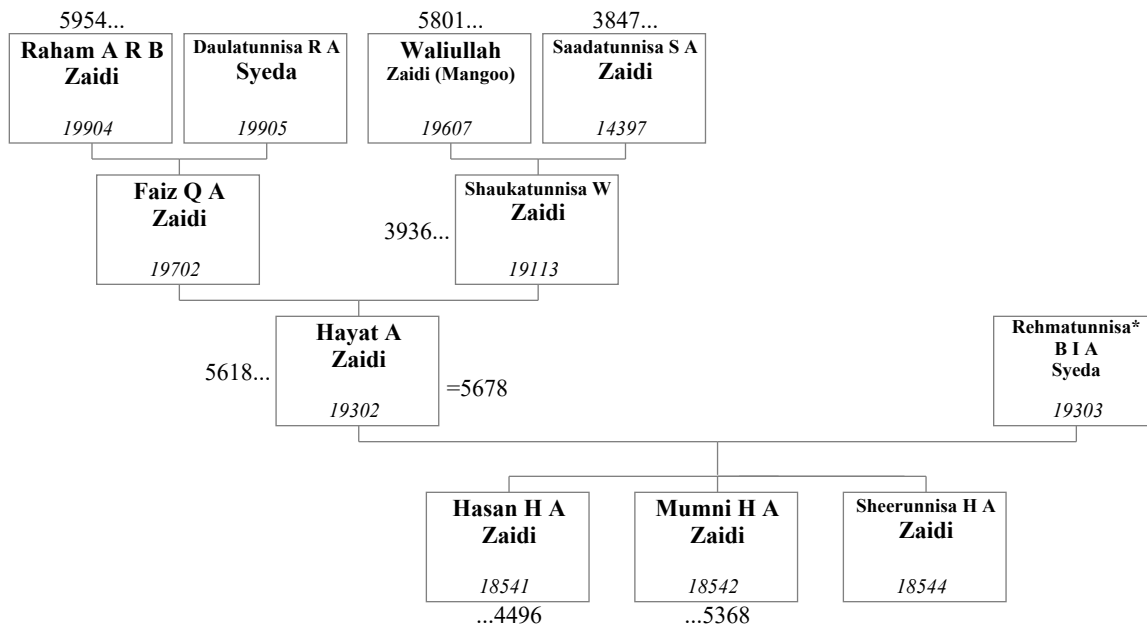 5954...
5801...
3847...
Raham A R B
Zaidi
19904
Daulatunnisa R A
Syeda
19905
Waliullah
Zaidi (Mangoo)
19607
Saadatunnisa S A
Zaidi
14397
Faiz Q A
Zaidi
19702
3936...
Shaukatunnisa W
Zaidi
19113
5618...
Hayat A
Zaidi
19302
=5678
Rehmatunnisa*
B I A
Syeda
19303
Hasan H A
Zaidi
18541
...4496
Mumni H A
Zaidi
18542
...5368
Sheerunnisa H A
Zaidi
18544